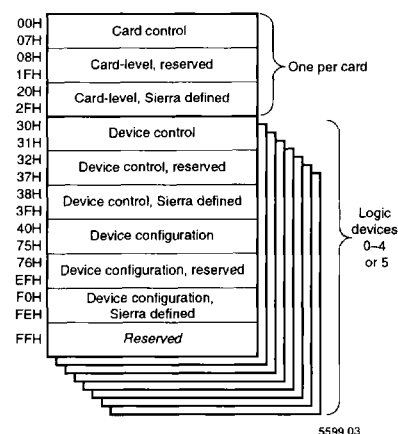 00H
07H
Card control
08H
1FH
Card-level, reserved
20H
2FH
Card-level, Sierra defined
One per card
30H
31H
Device control
32H
37H
Device control, reserved
38H
3FH
Device control, Sierra defined
40H
75H
Device configuration
76H
EFH
Device configuration, reserved
F0H
FEH
Device configuration,
Sierra defined
FFH
Reserved
Logic
devices
0–4
or 5
5599 03